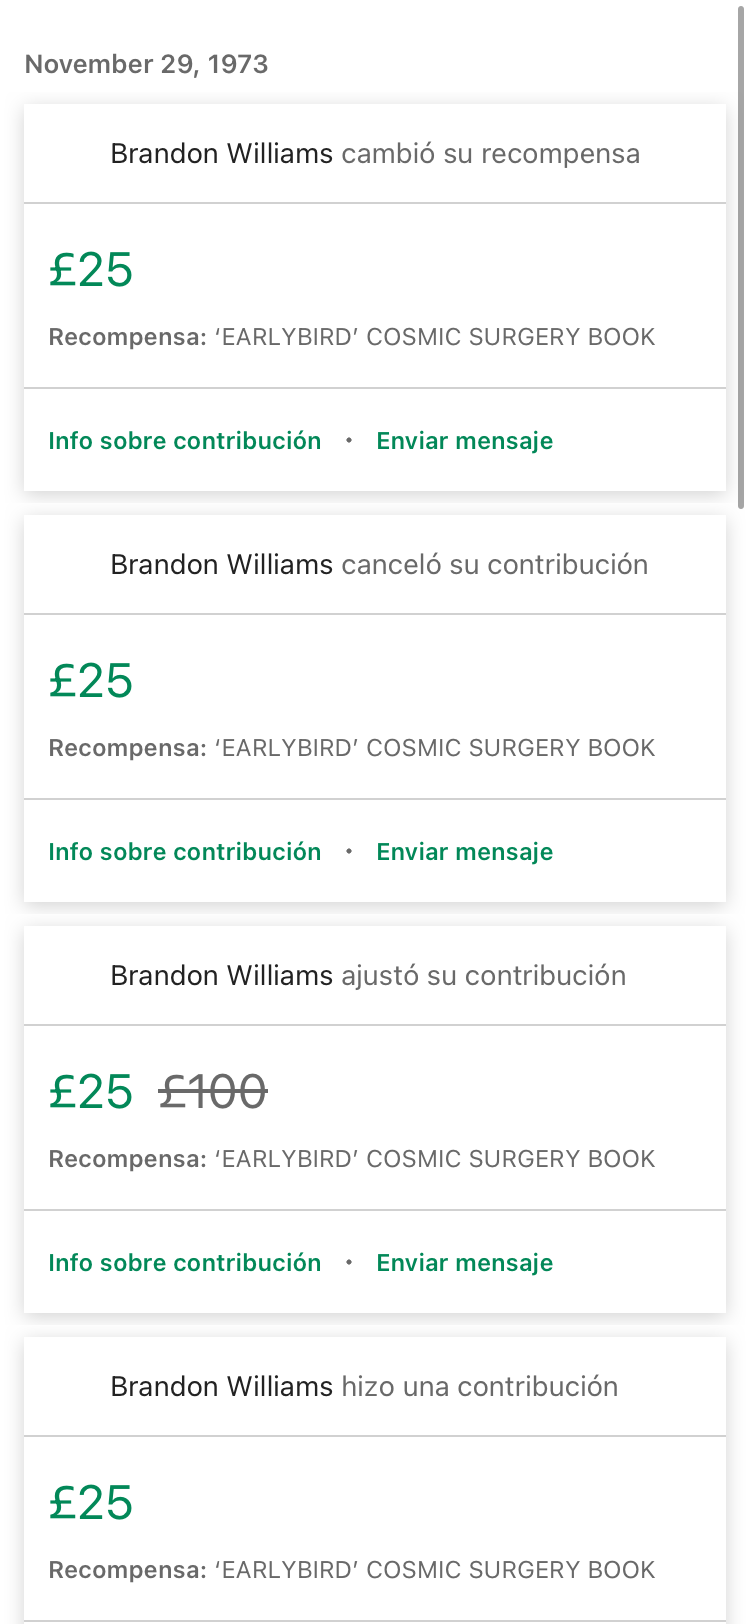 November 29, 1973
Brandon Williams cambió su recompensa
£25
Recompensa: ‘EARLYBIRD’ COSMIC SURGERY BOOK
Info sobre contribución • Enviar mensaje
Brandon Williams canceló su contribución
£25
Recompensa: ‘EARLYBIRD’ COSMIC SURGERY BOOK
Info sobre contribución • Enviar mensaje
Brandon Williams ajustó su contribución
£25 £100
Recompensa: ‘EARLYBIRD’ COSMIC SURGERY BOOK
Info sobre contribución • Enviar mensaje
Brandon Williams hizo una contribución
£25
Recompensa: ‘EARLYBIRD’ COSMIC SURGERY BOOK